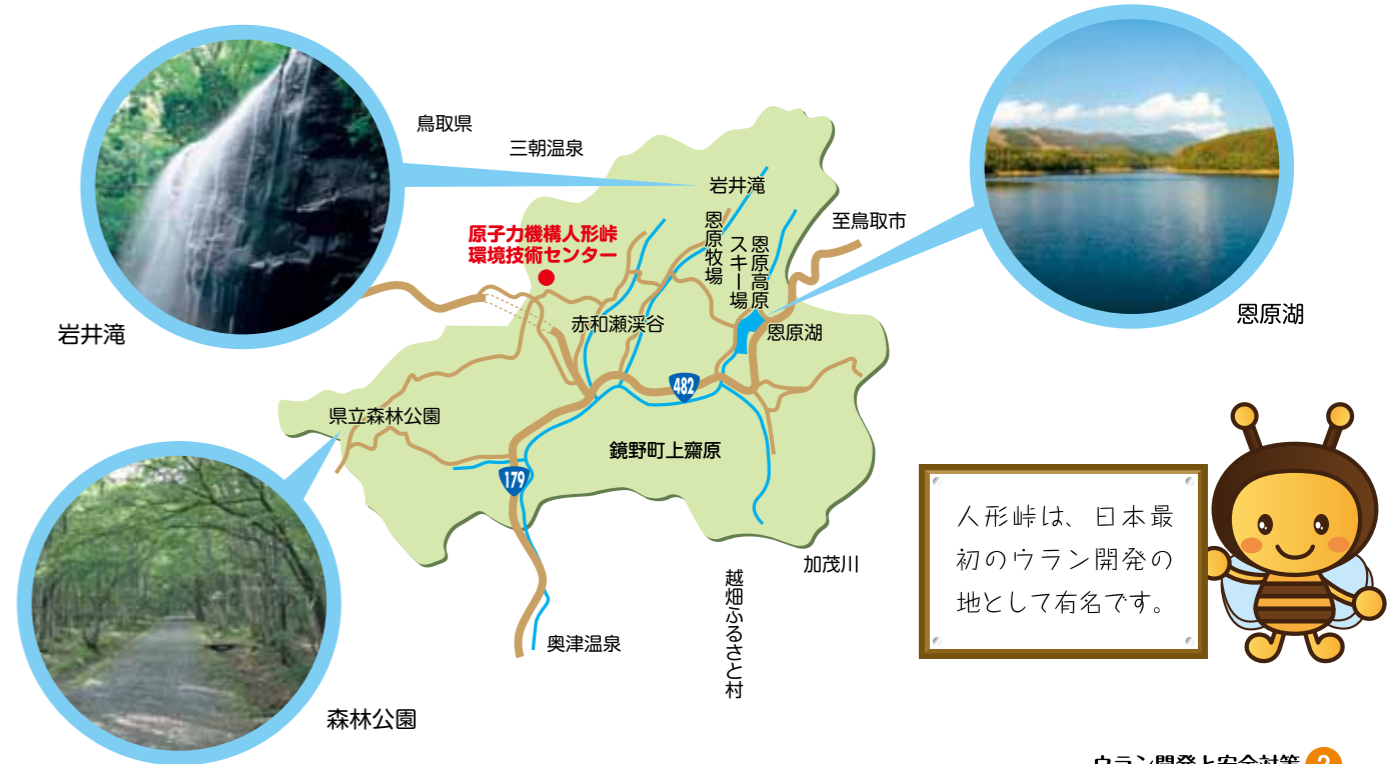 鳥取県
三朝温泉
岩井滝
至鳥取市
恩原牧場
恩原高原
スキー場
原子力機構人形峠
環境技術センター
赤和瀬渓谷
恩原湖
岩井滝
恩原湖
482
県立森林公園
鏡野町上齋原
179
人形峠は、日本最
初のウラン開発の
地として有名です。
加茂川
越畑ふるさと村
奥津温泉
森林公園